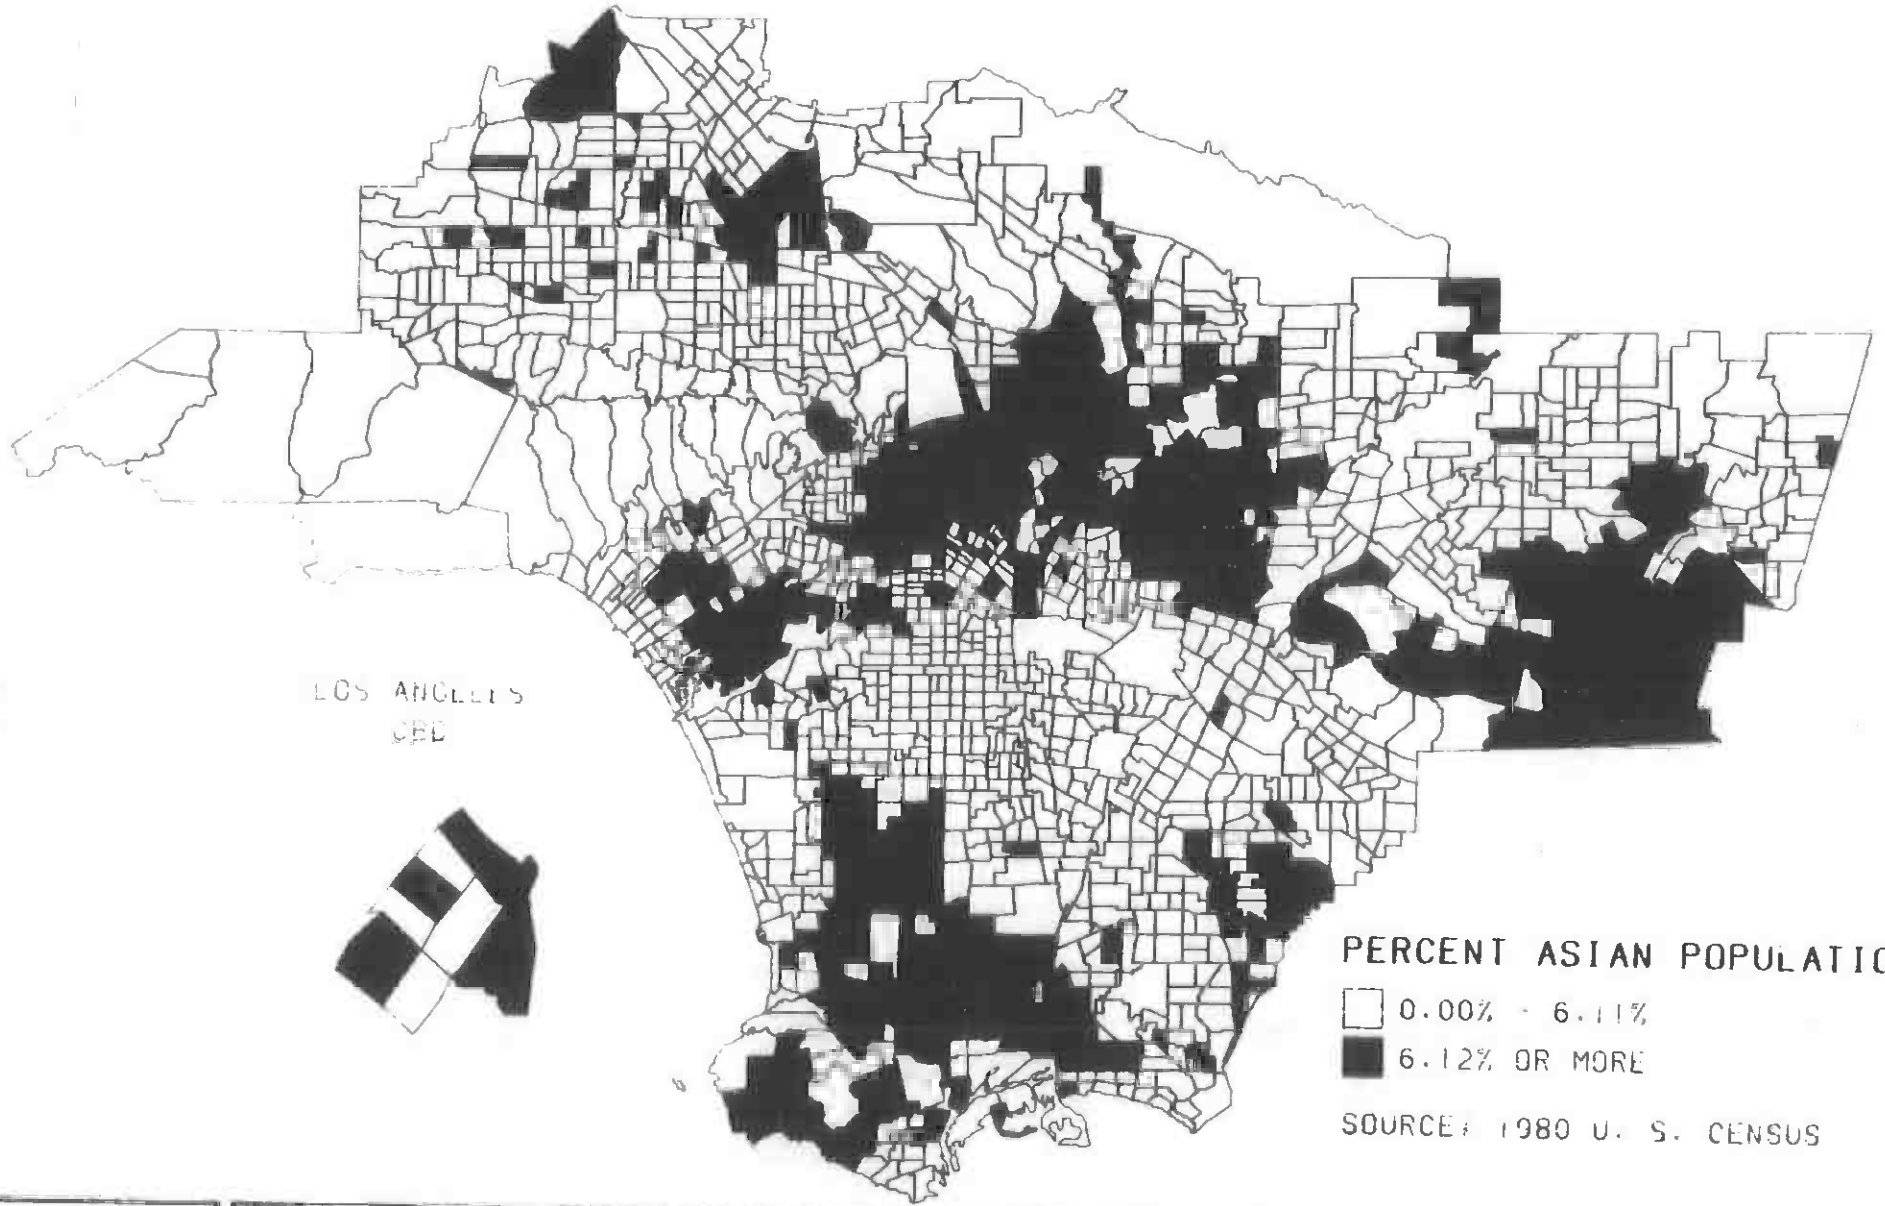 LOS ANGELES
CBD
PERCENT ASIAN POPULATIO
0.00% - 6.11%
6.12% OR MORE
SOURCE: 1980 U. S. CENSUS